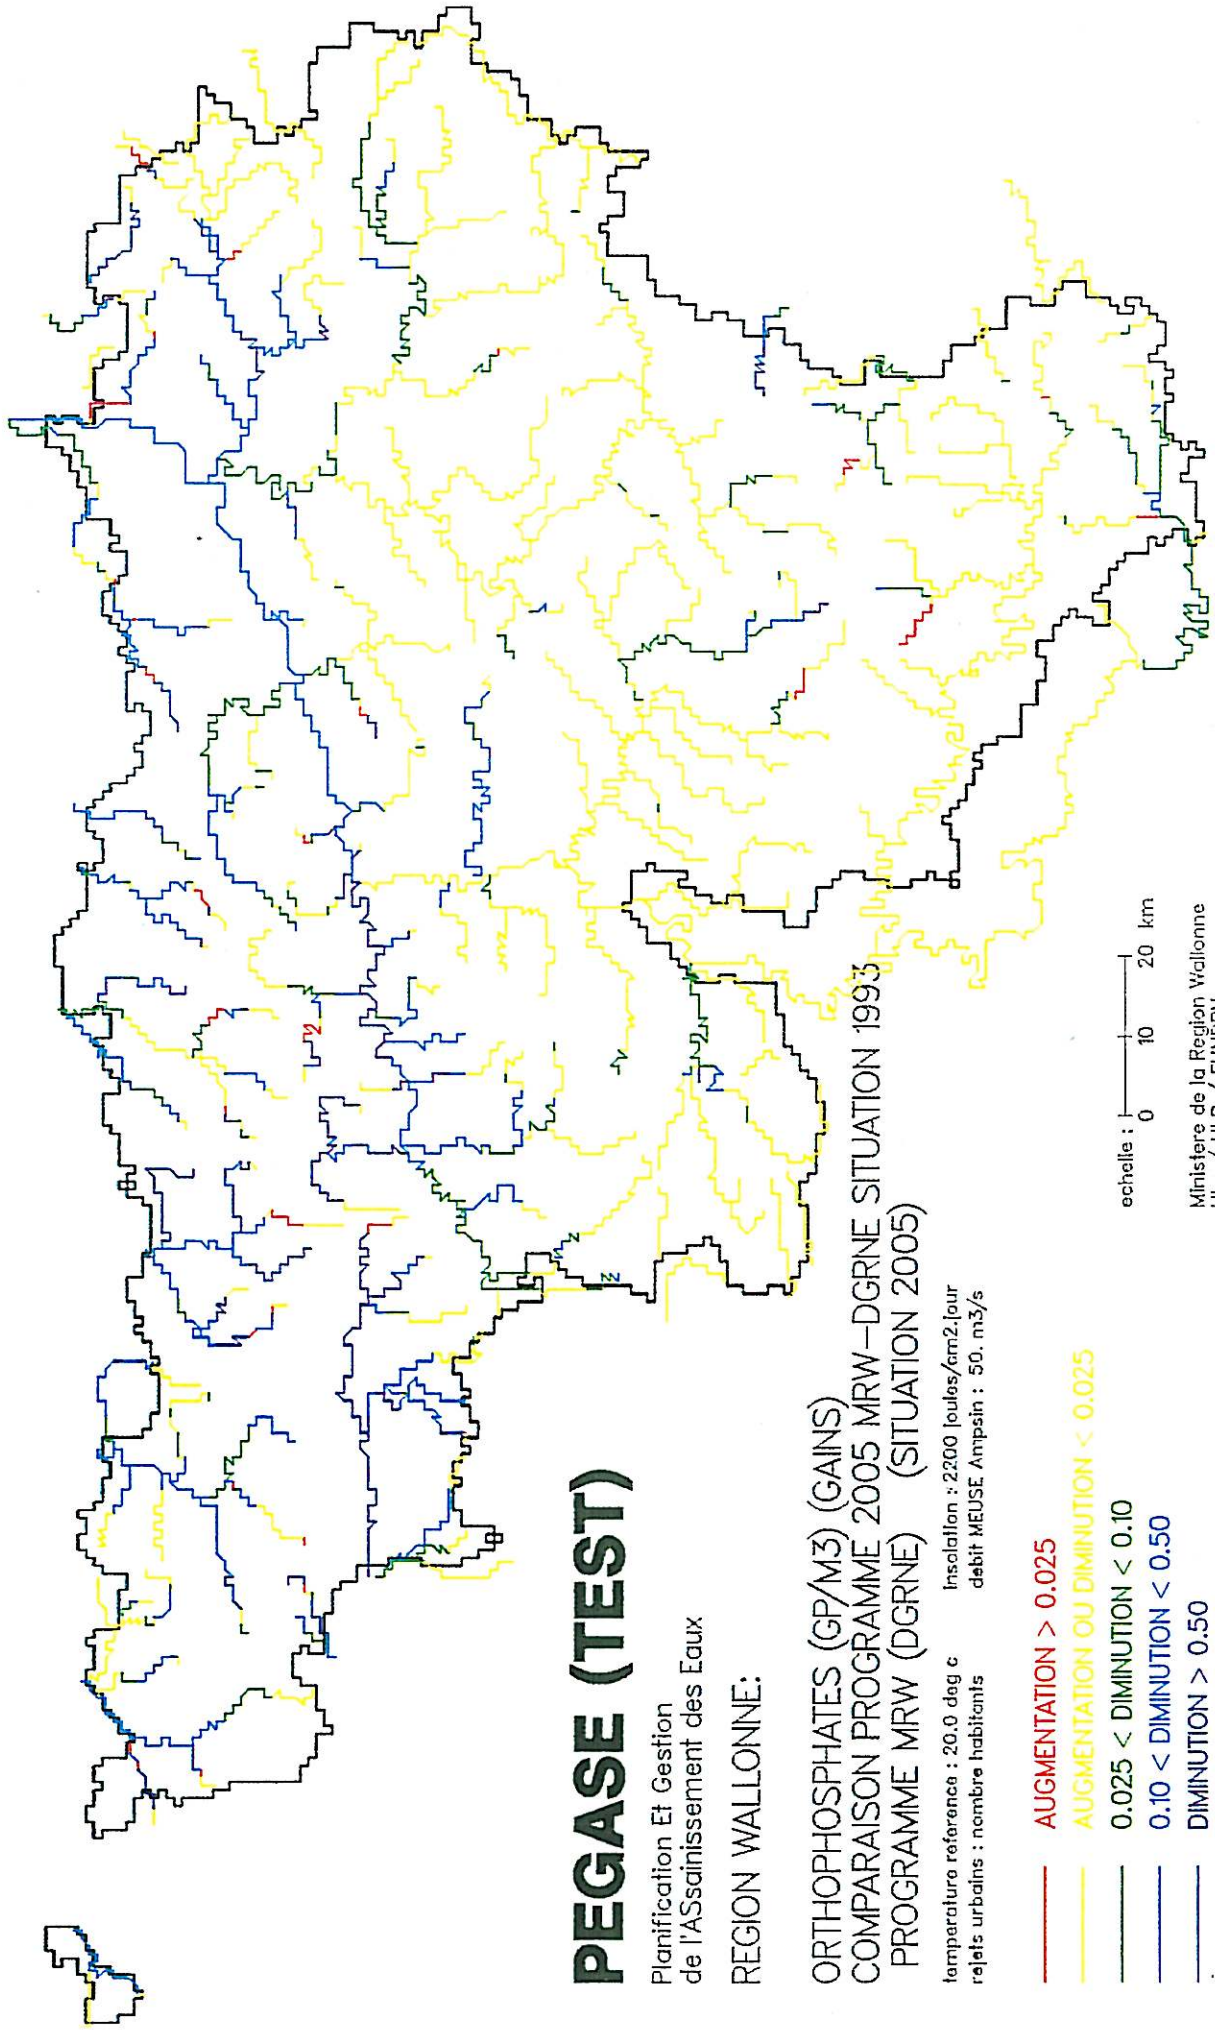 PEGASE (TEST)
Planification Et Gestion
de l'ASsainissement des Eaux
REGION WALLONNE:
ORTHOPHOSPHATES (GP/M3) (GAINS)
COMPARAISON PROGRAMME 2005 MRW-DGRNE SITUATION 1993
PROGRAMME MRW (DGRNE) (SITUATION 2005)
temperature reference : 20.0 deg c Insolation : 2200 joules/cm2.jour
rejets urbains : nombre habitants debit MEUSE Ampsin : 50. m3/s
AUGMENTATION > 0.025
AUGMENTATION OU DIMINUTION < 0.025
0.025 < DIMINUTION < 0.10
0.10 < DIMINUTION < 0.50
DIMINUTION > 0.50
echelle :
0 10 20 km
Ministere de la Region Wallonne